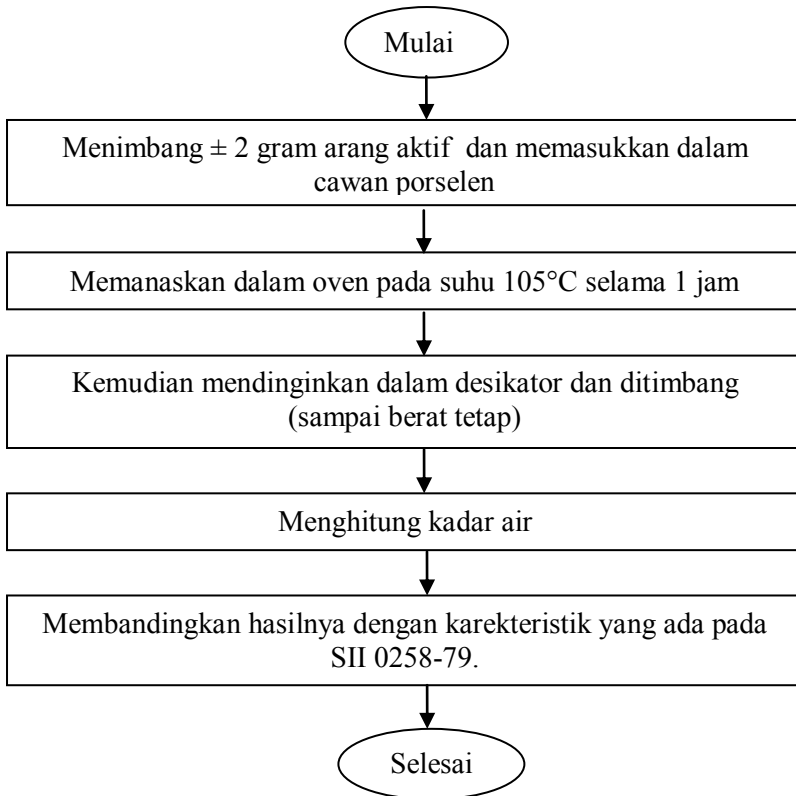 Mulai
Menimbang ± 2 gram arang aktif dan memasukkan dalam
cawan porselen
Memanaskan dalam oven pada suhu 105°C selama 1 jam
Kemudian mendinginkan dalam desikator dan ditimbang
(sampai berat tetap)
Menghitung kadar air
Membandingkan hasilnya dengan karekteristik yang ada pada
SII 0258-79.
Selesai